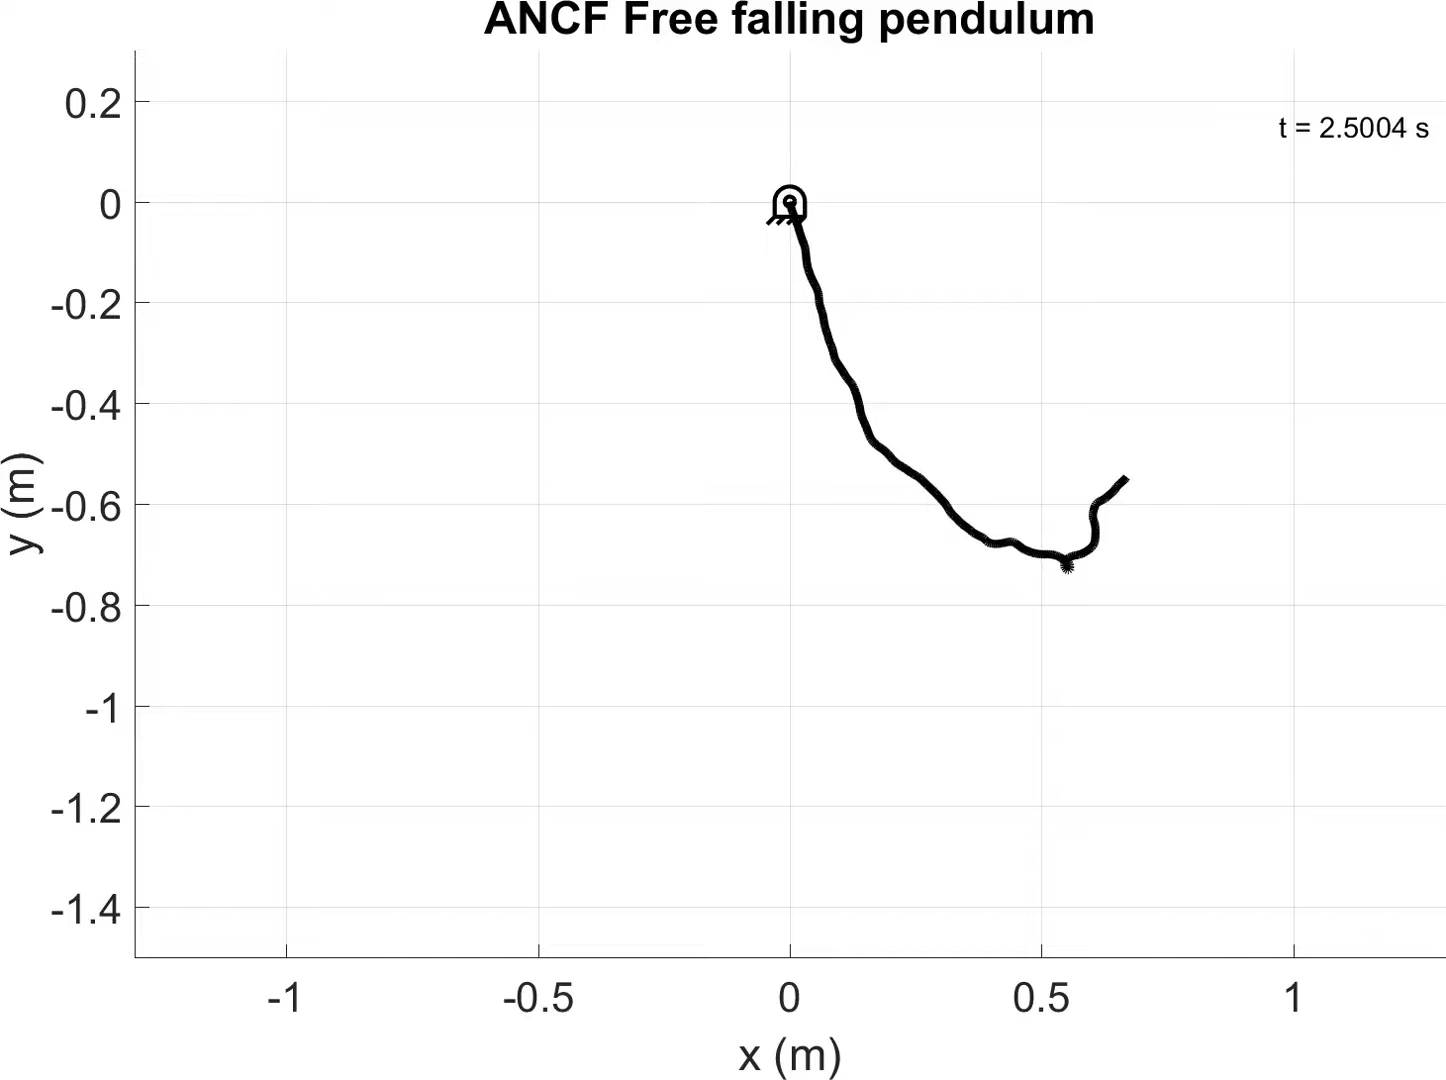 ANCF Free falling pendulum
t = 2.5004 s
0.2
0
-0.2
-0.4
-0.6
-0.8
-1
-1.2
-1.4
y (m)
-1 -0.5 0 0.5 1
x (m)